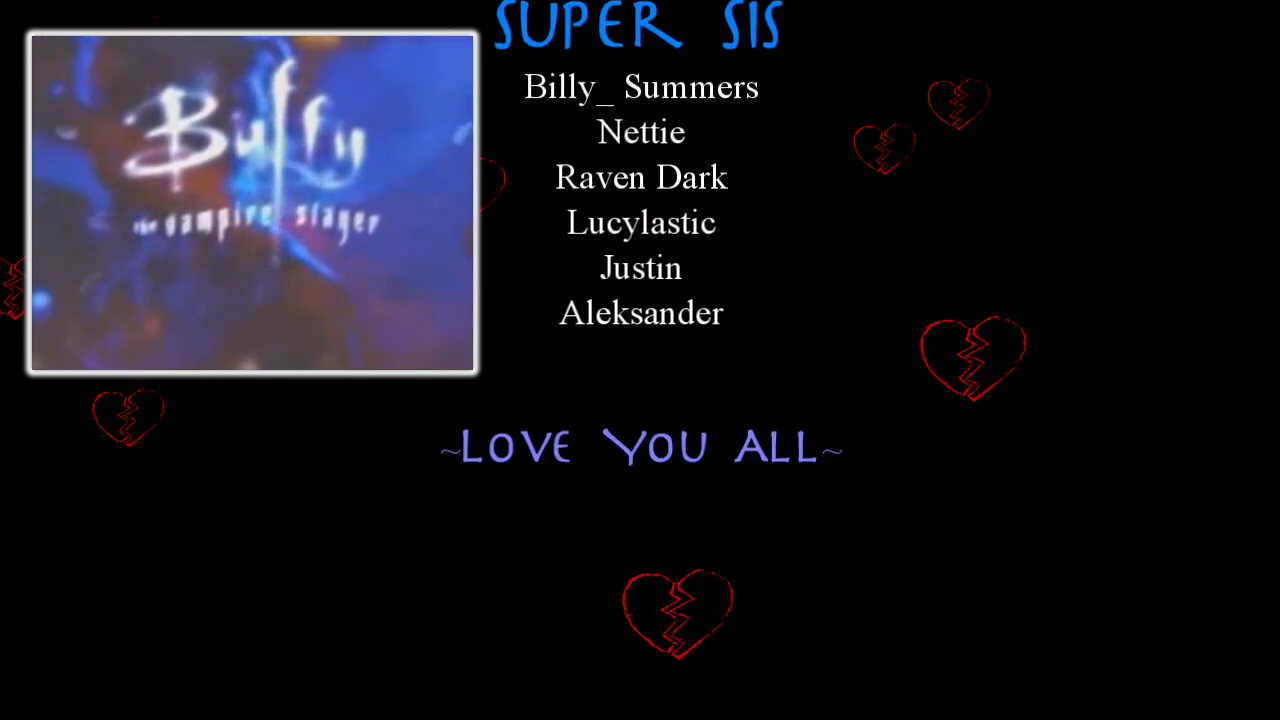 SUPER SIS
Buffy
the vampire slayer
Billy_ Summers
Nettie
Raven Dark
Lucylastic
Justin
Aleksander
~LOVE YOU ALL~